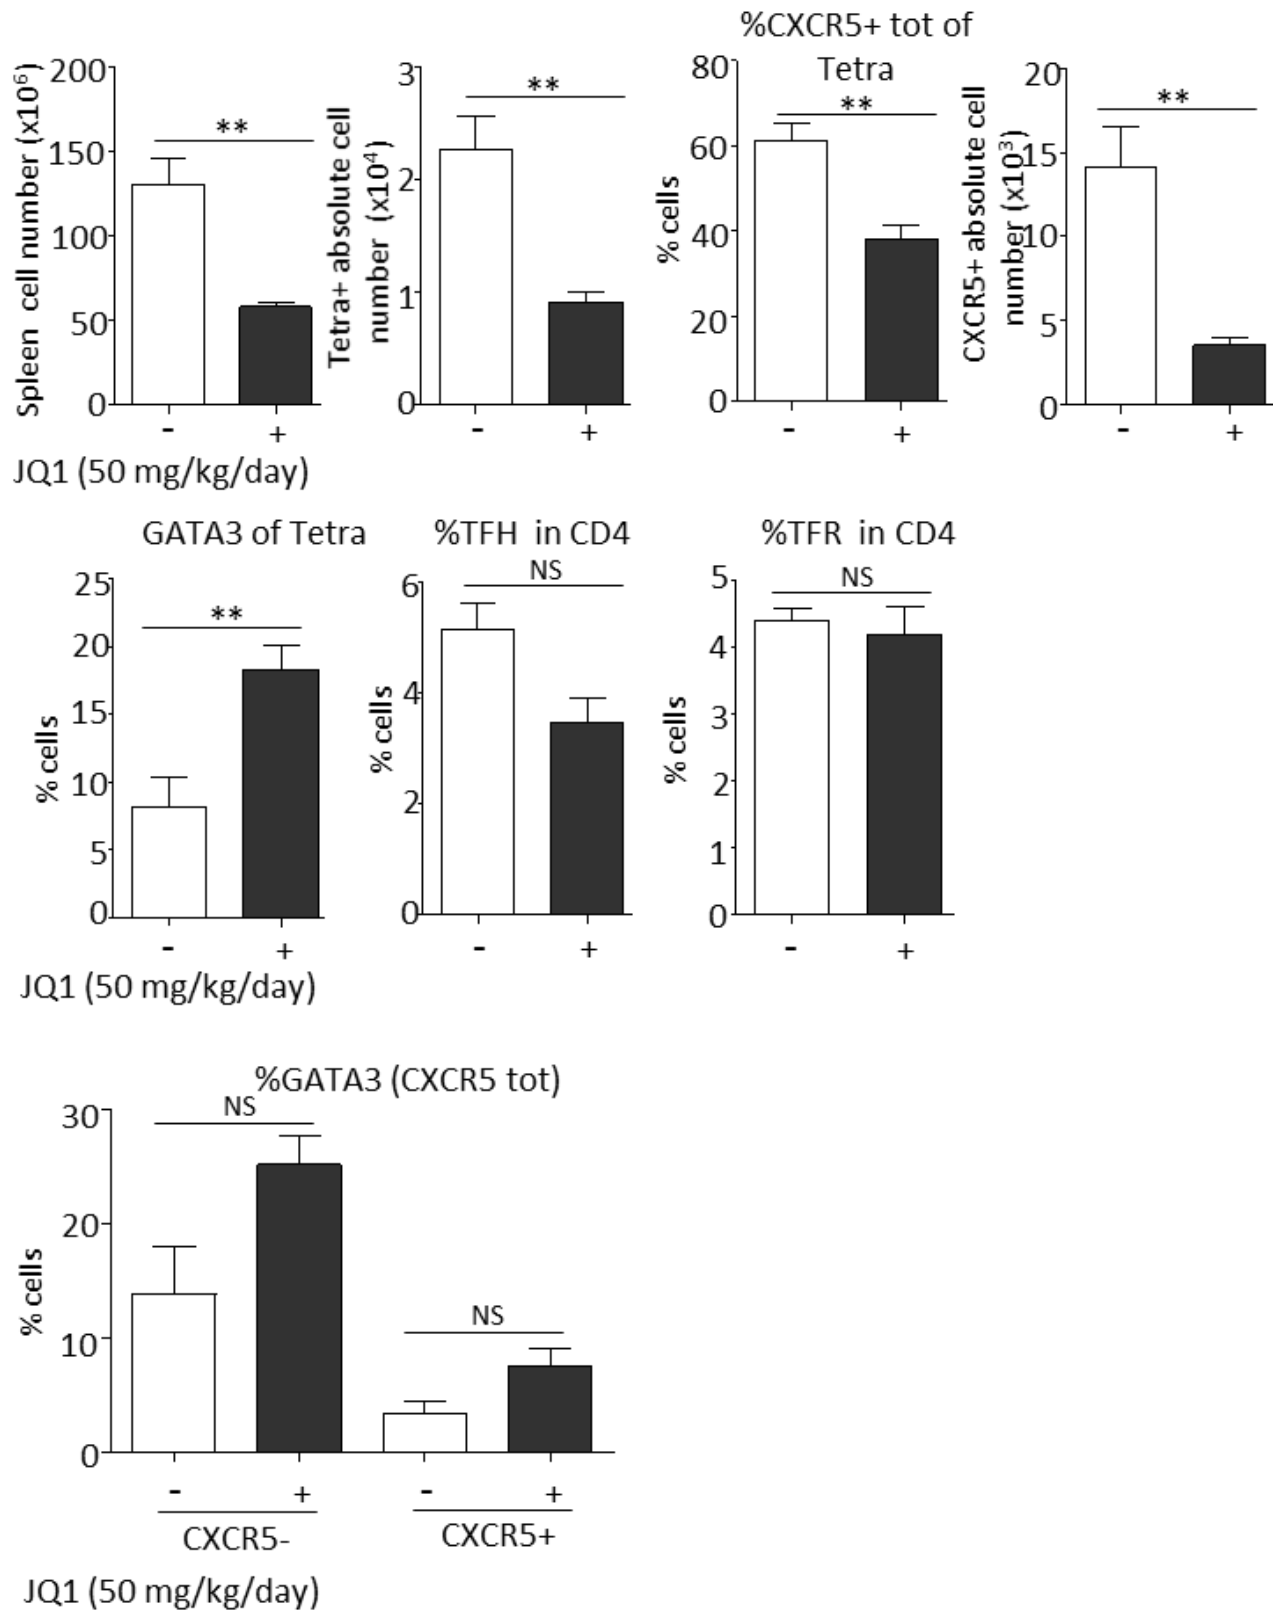 %CXCR5+ tot of
Tetra
Spleen cell number (x10⁶)
200
150
100
50
0
**
- +
Tetra+ absolute cell
number (x10⁴)
3
2
1
0
**
- +
% cells
80
60
40
20
0
**
- +
CXCR5+ absolute cell
number (x10³)
20
15
10
5
0
**
- +
JQ1 (50 mg/kg/day)
GATA3 of Tetra
% cells
25
20
15
10
5
0
**
- +
%TFH in CD4
% cells
6
4
2
0
NS
- +
%TFR in CD4
% cells
5
4
3
2
1
0
NS
- +
JQ1 (50 mg/kg/day)
%GATA3 (CXCR5 tot)
% cells
30
20
10
0
NS
NS
- + - +
CXCR5- CXCR5+
JQ1 (50 mg/kg/day)